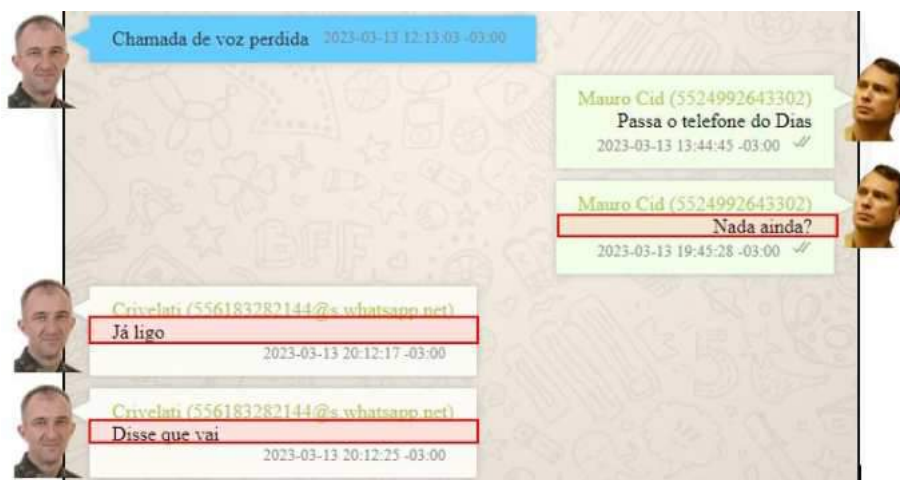 Chamada de voz perdida 2023-03-13 12:13:03 -03:00
Mauro Cid (5524992643302)
Passa o telefone do Dias
2023-03-13 13:44:45 -03:00
Mauro Cid (5524992643302)
Nada ainda?
2023-03-13 19:45:28 -03:00
Crivelati (556183282144@s.whatsapp.net)
Já ligo
2023-03-13 20:12:17 -03:00
Crivelati (556183282144@s.whatsapp.net)
Disse que vai
2023-03-13 20:12:25 -03:00